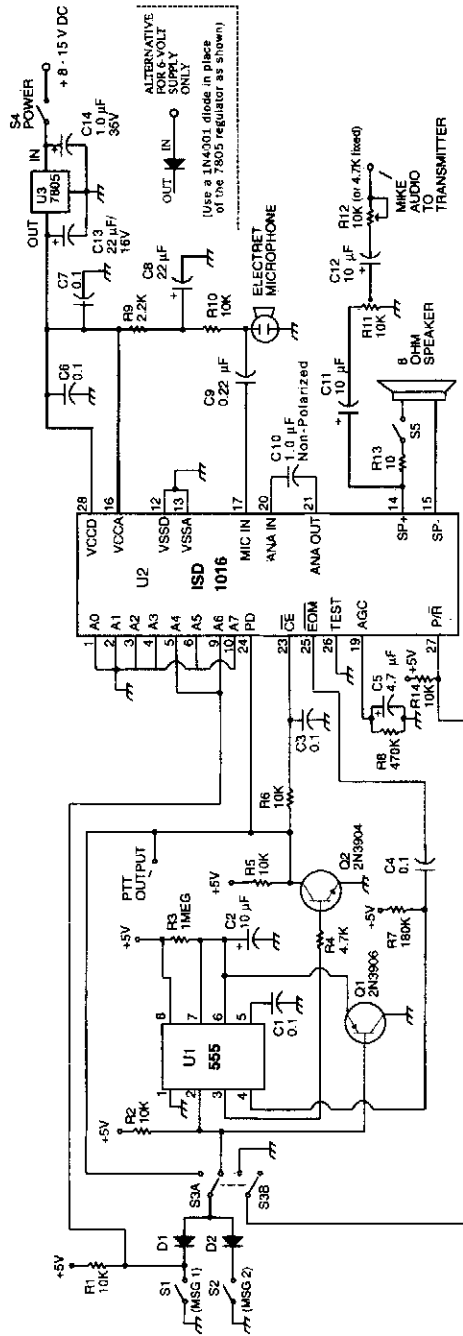 +5V
R1
10K
S1
(MSG 1)
S2
(MSG 2)
D1
D2
S3A
S3B
+5V
R2
10K
1
2
3
4
U1
555
8
7
6
5
+5V
R3
1MEG
C2
10 µF
C1
0.1
Q1
2N3906
PTT
OUTPUT
+5V
R5
10K
R4
4.7K
Q2
2N3904
R6
10K
C3
0.1
+5V
R7
180K
C4
0.1
1 A0
2 A1
3 A2
4 A3
5 A4
6 A5
9 A6
10 A7
24 PD
23 CE
25 EOM
26 TEST
19 AGC
27 P/R
U2
ISD
1016
C5
4.7 µF
R8
470K
+5V
R14
10K
VCCD 28
VCCA 16
VSSD 12
VSSA 13
MIC IN 17
ANA IN 20
ANA OUT 21
SP+ 14
SP- 15
C6
0.1
C7
0.1
R9
2.2K
C8
22 µF
R10
10K
C9
0.22 µF
ELECTRET
MICROPHONE
C10
1.0 µF
Non-Polarized
C11
10 µF
R13
10
S5
8
OHM
SPEAKER
R11
10K
C12
10 µF
R12
10K (or 4.7K fixed)
MIKE
AUDIO
TO
TRANSMITTER
OUT
U3
7805
IN
C13
22 µF/
16V
C14
1.0 µF
35V
S4
POWER
+8 - 15 V DC
ALTERNATIVE
FOR 6-VOLT
SUPPLY
ONLY
OUT
IN
(Use a 1N4001 diode in place
of the 7805 regulator as shown)